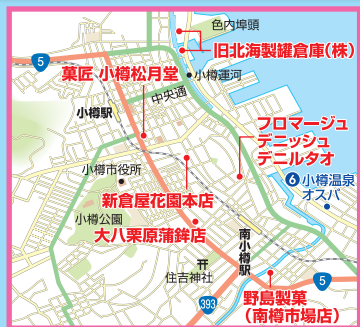 色内埠頭
旧北海製罐倉庫(株)
5
菓匠 小樽松月堂
小樽運河
中央通
小樽駅
フロマージュ
デニッシュ
デニルタオ
小樽市役所
6 小樽温泉
オスパ
新倉屋花園本店
小樽公園
大八栗原蒲鉾店
南小樽駅
住吉神社
野島製菓
(南樽市場店)
5
393